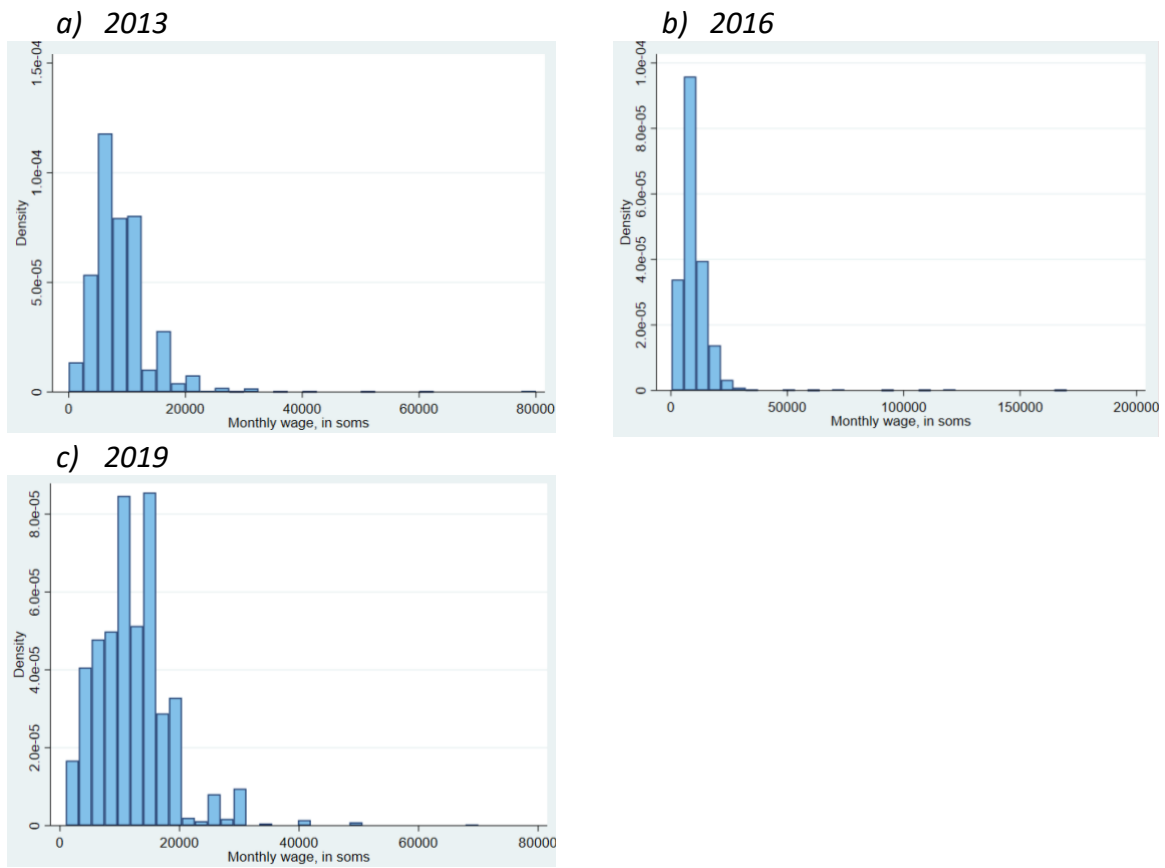 a) 2013
1.5e-04
1.0e-04
5.0e-05
0
Density
0 20000 40000 60000 80000
Monthly wage, in soms
b) 2016
1.0e-04
8.0e-05
6.0e-05
4.0e-05
2.0e-05
0
Density
0 50000 100000 150000 200000
Monthly wage, in soms
c) 2019
8.0e-05
6.0e-05
4.0e-05
2.0e-05
0
Density
0 20000 40000 60000 80000
Monthly wage, in soms